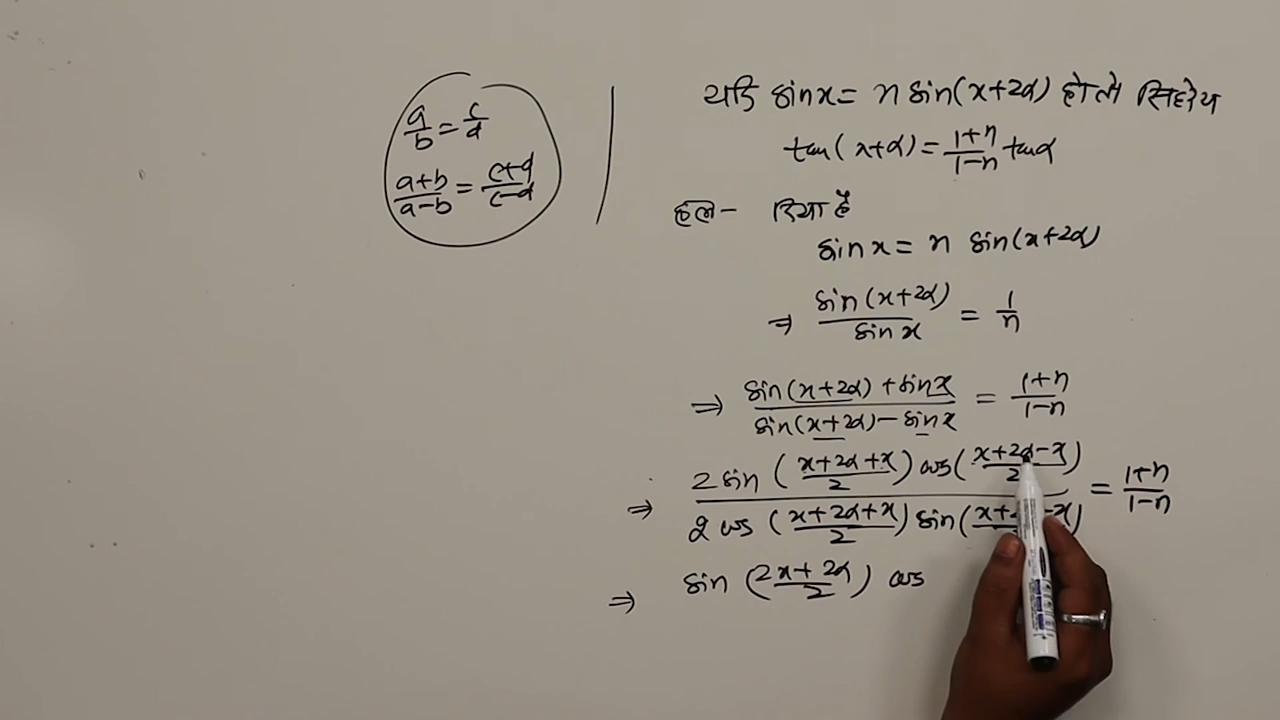 a/b = c/d
a+b/a-b = c+d/c-d
यदि sin x = n sin(x+2α) हो तो सिद्ध
tan(x+α) = 1+n/1-n tanα
हल - दिया है
sin x = n sin(x+2α)
⇒ sin(x+2α)/sin x = 1/n
⇒ sin(x+2α) + sin x/sin(x+2α) - sin x = 1+n/1-n
⇒ 2 sin (x+2α+x/2) cos (x+2α-x/2) / 2 cos (x+2α+x/2) sin (x+2α-x = 1+n/1-n
⇒ sin (2x+2α/2) cos